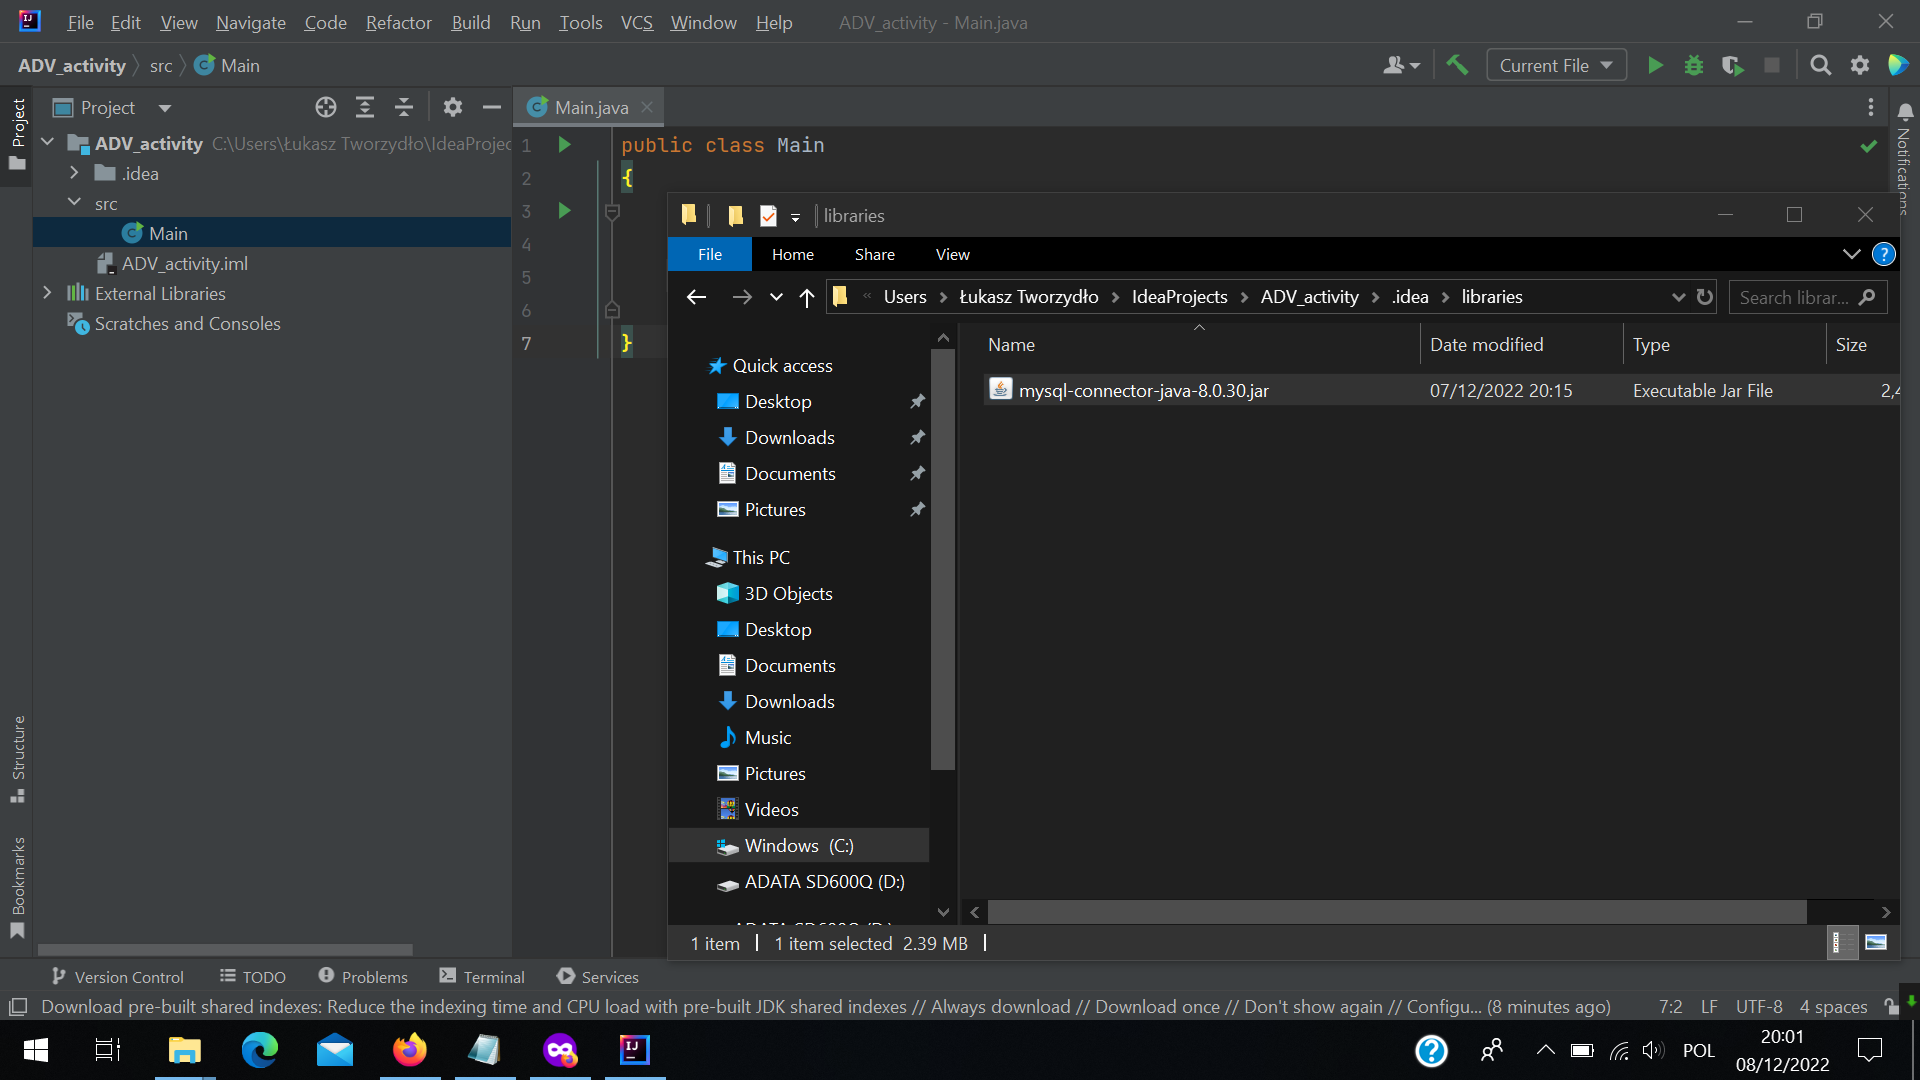 File Edit View Navigate Code Refactor Build Run Tools VCS Window Help ADV_activity - Main.java
ADV_activity src Main Current File
Project Main.java
Project
ADV_activity C:\Users\Łukasz Tworzydło\IdeaProjec
.idea
src
Main
ADV_activity.iml
External Libraries
Scratches and Consoles
Structure
Bookmarks
1 public class Main
2 {
3
4
5
6
7 }
Notifications
libraries
File Home Share View
« Users Łukasz Tworzydło IdeaProjects ADV_activity .idea libraries Search librar...
Name Date modified Type Size
mysql-connector-java-8.0.30.jar 07/12/2022 20:15 Executable Jar File 2,4
Quick access
Desktop
Downloads
Documents
Pictures
This PC
3D Objects
Desktop
Documents
Downloads
Music
Pictures
Videos
Windows (C:)
ADATA SD600Q (D:)
1 item 1 item selected 2.39 MB
Version Control TODO Problems Terminal Services
Download pre-built shared indexes: Reduce the indexing time and CPU load with pre-built JDK shared indexes // Always download // Download once // Don't show again // Configu... (8 minutes ago) 7:2 LF UTF-8 4 spaces
POL 20:01
08/12/2022